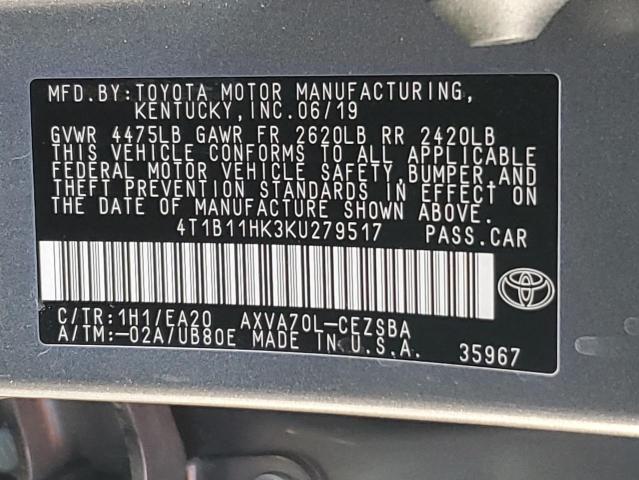 MFD.BY:TOYOTA MOTOR MANUFACTURING,
KENTUCKY,INC.06/19
GVWR 4475LB GAWR FR 2620LB RR 2420LB
THIS VEHICLE CONFORMS TO ALL APPLICABLE
FEDERAL MOTOR VEHICLE SAFETY,BUMPER,AND
THEFT PREVENTION STANDARDS IN EFFECT ON
THE DATE OF MANUFACTURE SHOWN ABOVE.
4T1B11HK3KU279517 PASS.CAR
C/TR:1H1/EA20 AXVA70L-CEZSBA
A/TM:-02A/UB80E MADE IN U.S.A. 35967